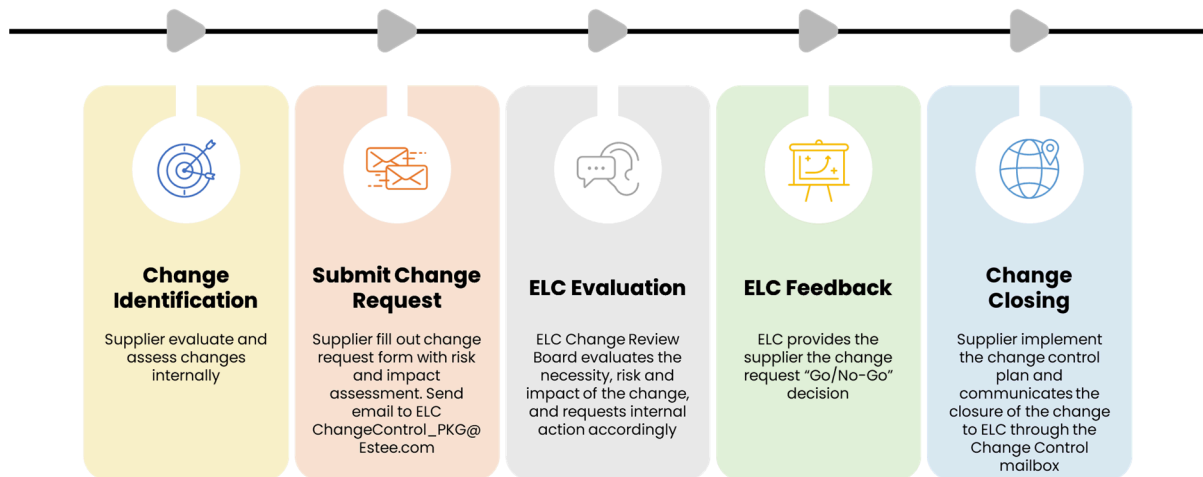 Change
Identification
Supplier evaluate and
assess changes
internally
Submit Change
Request
Supplier fill out change
request form with risk
and impact
assessment. Send
email to ELC
ChangeControl_PKG@
Estee.com
ELC Evaluation
ELC Change Review
Board evaluates the
necessity, risk and
impact of the change,
and requests internal
action accordingly
ELC Feedback
ELC provides the
supplier the change
request “Go/No-Go”
decision
Change
Closing
Supplier implement
the change control
plan and
communicates the
closure of the change
to ELC through the
Change Control
mailbox